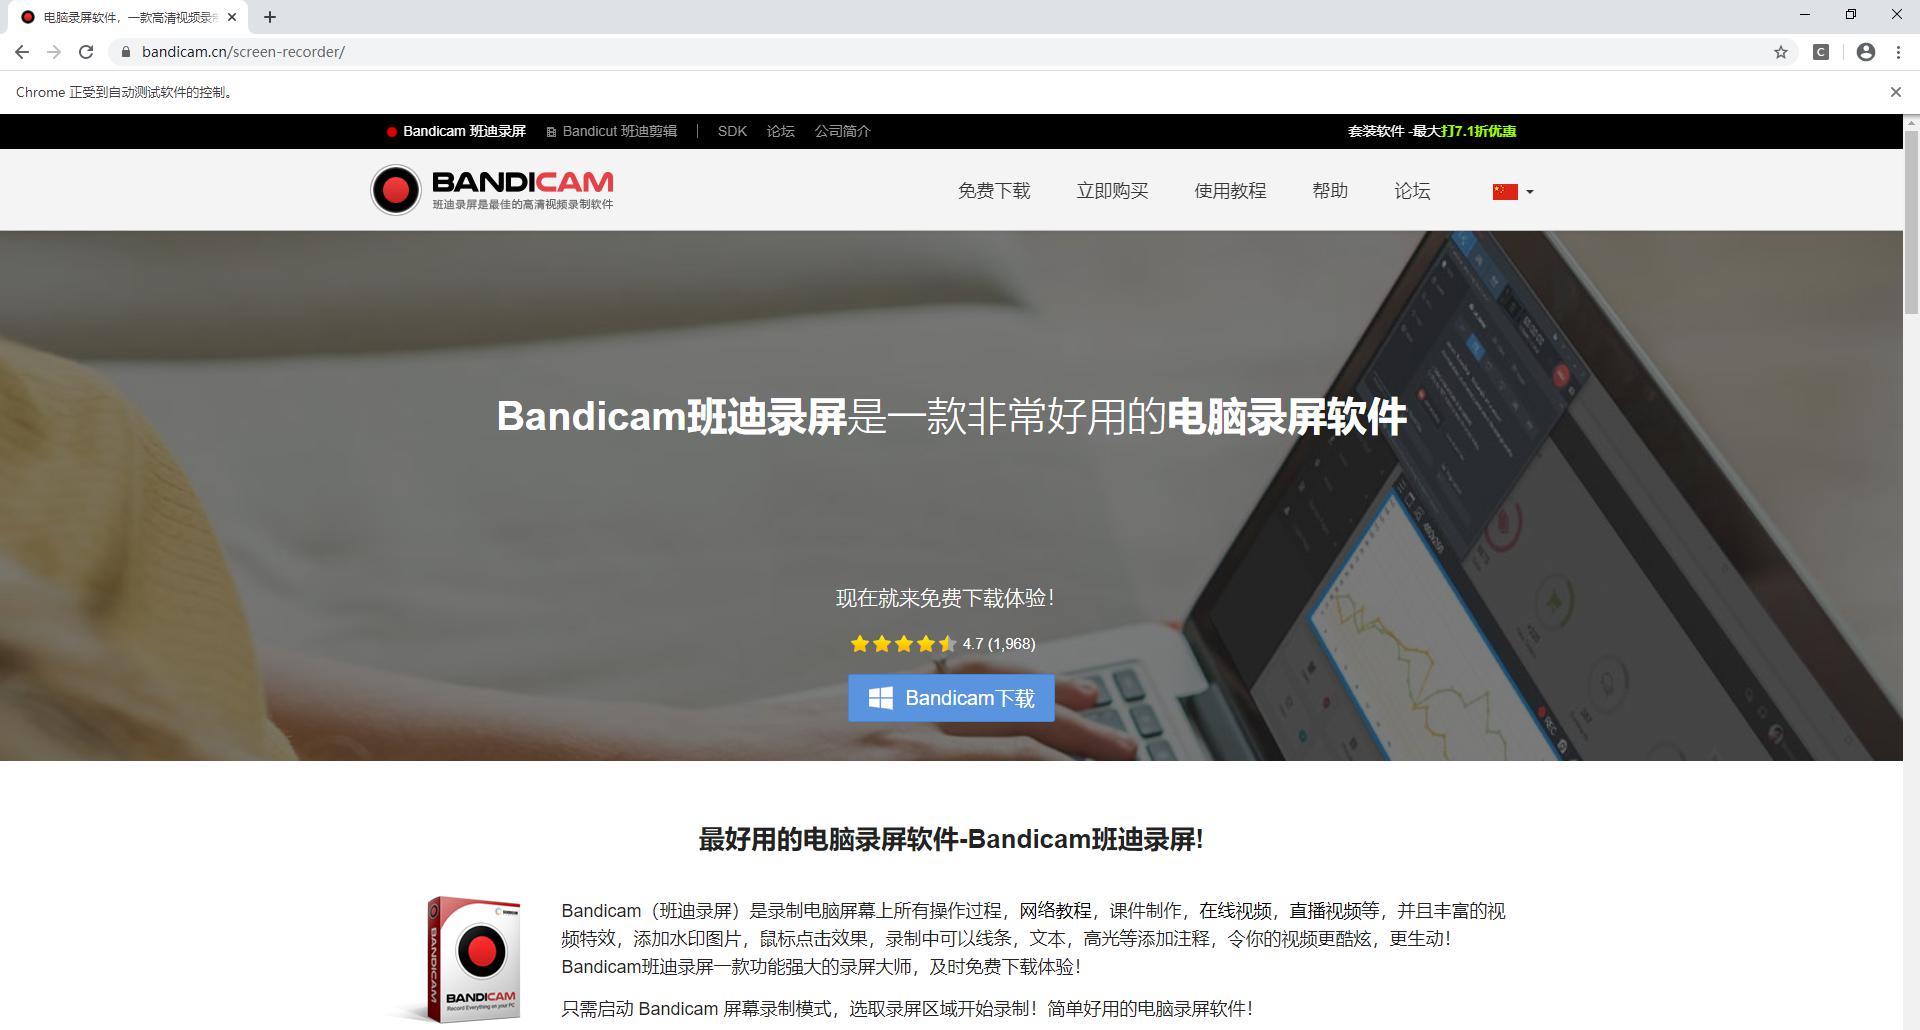 电脑录屏软件，一款高清视频录
bandicam.cn/screen-recorder/
Chrome 正受到自动测试软件的控制。
Bandicam 班迪录屏 Bandicut 班迪剪辑 | SDK 论坛 公司简介 套装软件 -最大打7.1折优惠
BANDICAM
班迪录屏是最佳的高清视频录制软件
免费下载 立即购买 使用教程 帮助 论坛
Bandicam班迪录屏是一款非常好用的电脑录屏软件
现在就来免费下载体验！
4.7 (1,968)
Bandicam下载
最好用的电脑录屏软件-Bandicam班迪录屏!
Bandicam（班迪录屏）是录制电脑屏幕上所有操作过程，网络教程，课件制作，在线视频，直播视频等，并且丰富的视
频特效，添加水印图片，鼠标点击效果，录制中可以线条，文本，高光等添加注释，令你的视频更酷炫，更生动！
Bandicam班迪录屏一款功能强大的录屏大师，及时免费下载体验！
只需启动 Bandicam 屏幕录制模式，选取录屏区域开始录制！简单好用的电脑录屏软件！
BANDICAM
BANDICAM
Record Everything on your PC